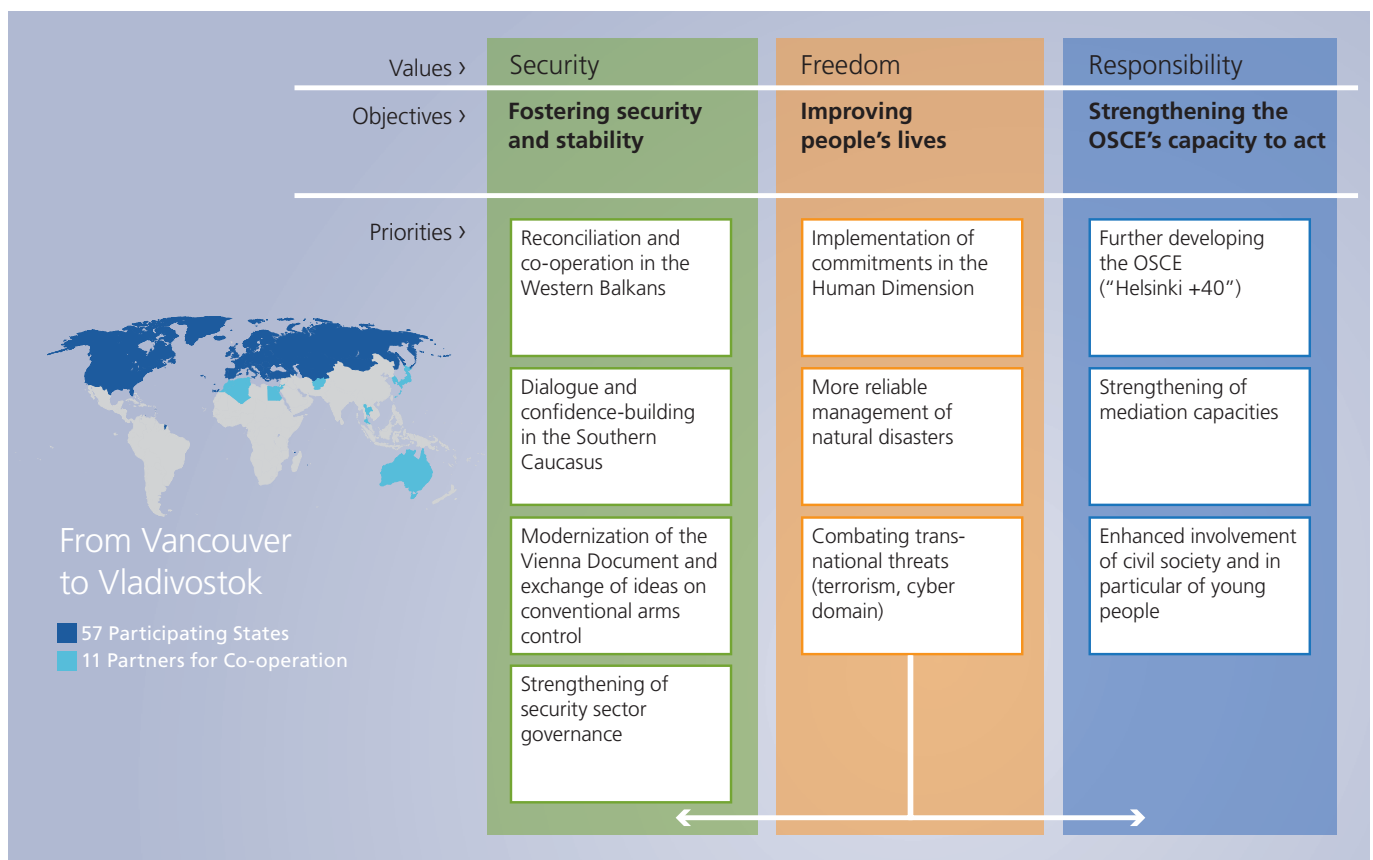 Values ›
Security
Freedom
Responsibility
Objectives ›
Fostering security
and stability
Improving
people's lives
Strengthening the
OSCE's capacity to act
Priorities ›
Reconciliation and
co-operation in the
Western Balkans
Dialogue and
confidence-building
in the Southern
Caucasus
Modernization of the
Vienna Document and
exchange of ideas on
conventional arms
control
Strengthening of
security sector
governance
Implementation of
commitments in the
Human Dimension
More reliable
management of
natural disasters
Combating trans-
national threats
(terrorism, cyber
domain)
Further developing
the OSCE
(“Helsinki +40”)
Strengthening of
mediation capacities
Enhanced involvement
of civil society and in
particular of young
people
From Vancouver
to Vladivostok
57 Participating States
11 Partners for Co-operation